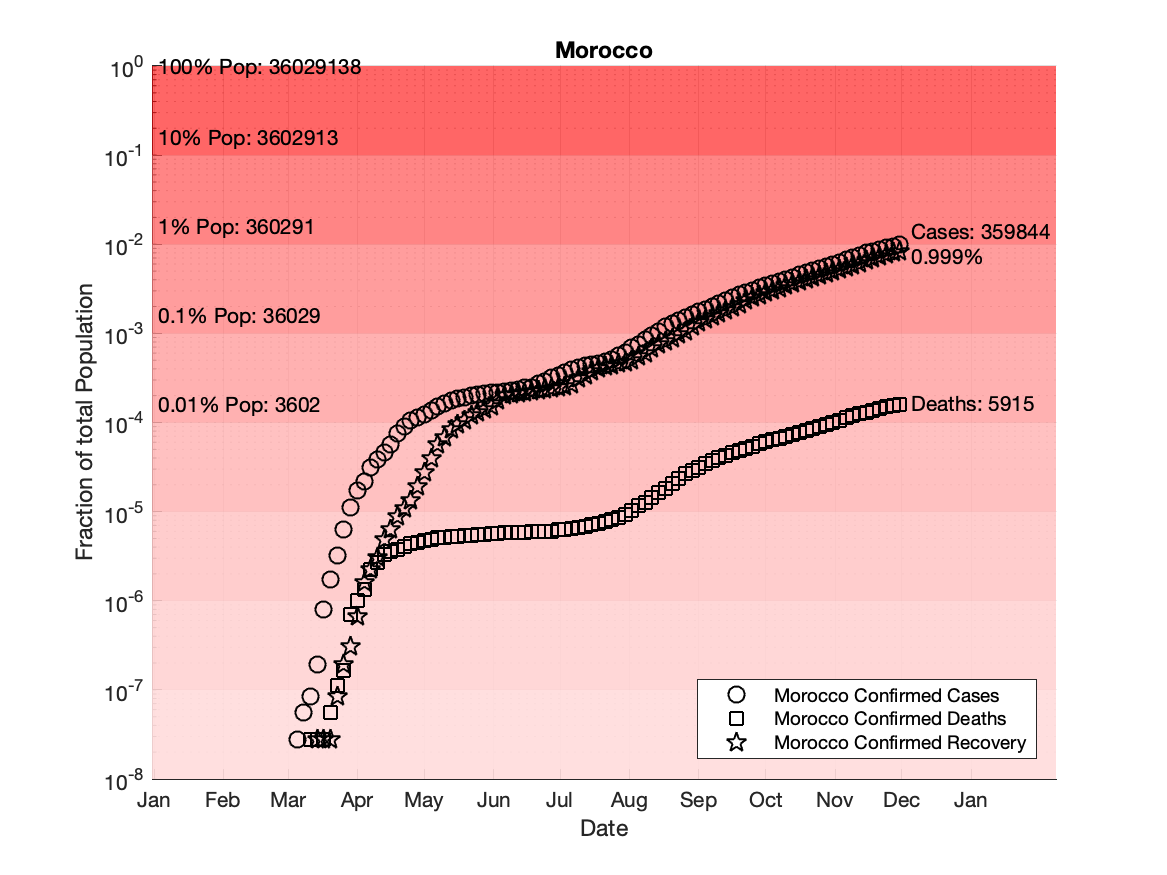 Morocco
10^0
100% Pop: 36029138
10% Pop: 3602913
10^-1
1% Pop: 360291
10^-2
Cases: 359844
0.999%
0.1% Pop: 36029
10^-3
0.01% Pop: 3602
Deaths: 5915
10^-4
10^-5
10^-6
10^-7
10^-8
Fraction of total Population
Morocco Confirmed Cases
Morocco Confirmed Deaths
Morocco Confirmed Recovery
Jan Feb Mar Apr May Jun Jul Aug Sep Oct Nov Dec Jan
Date